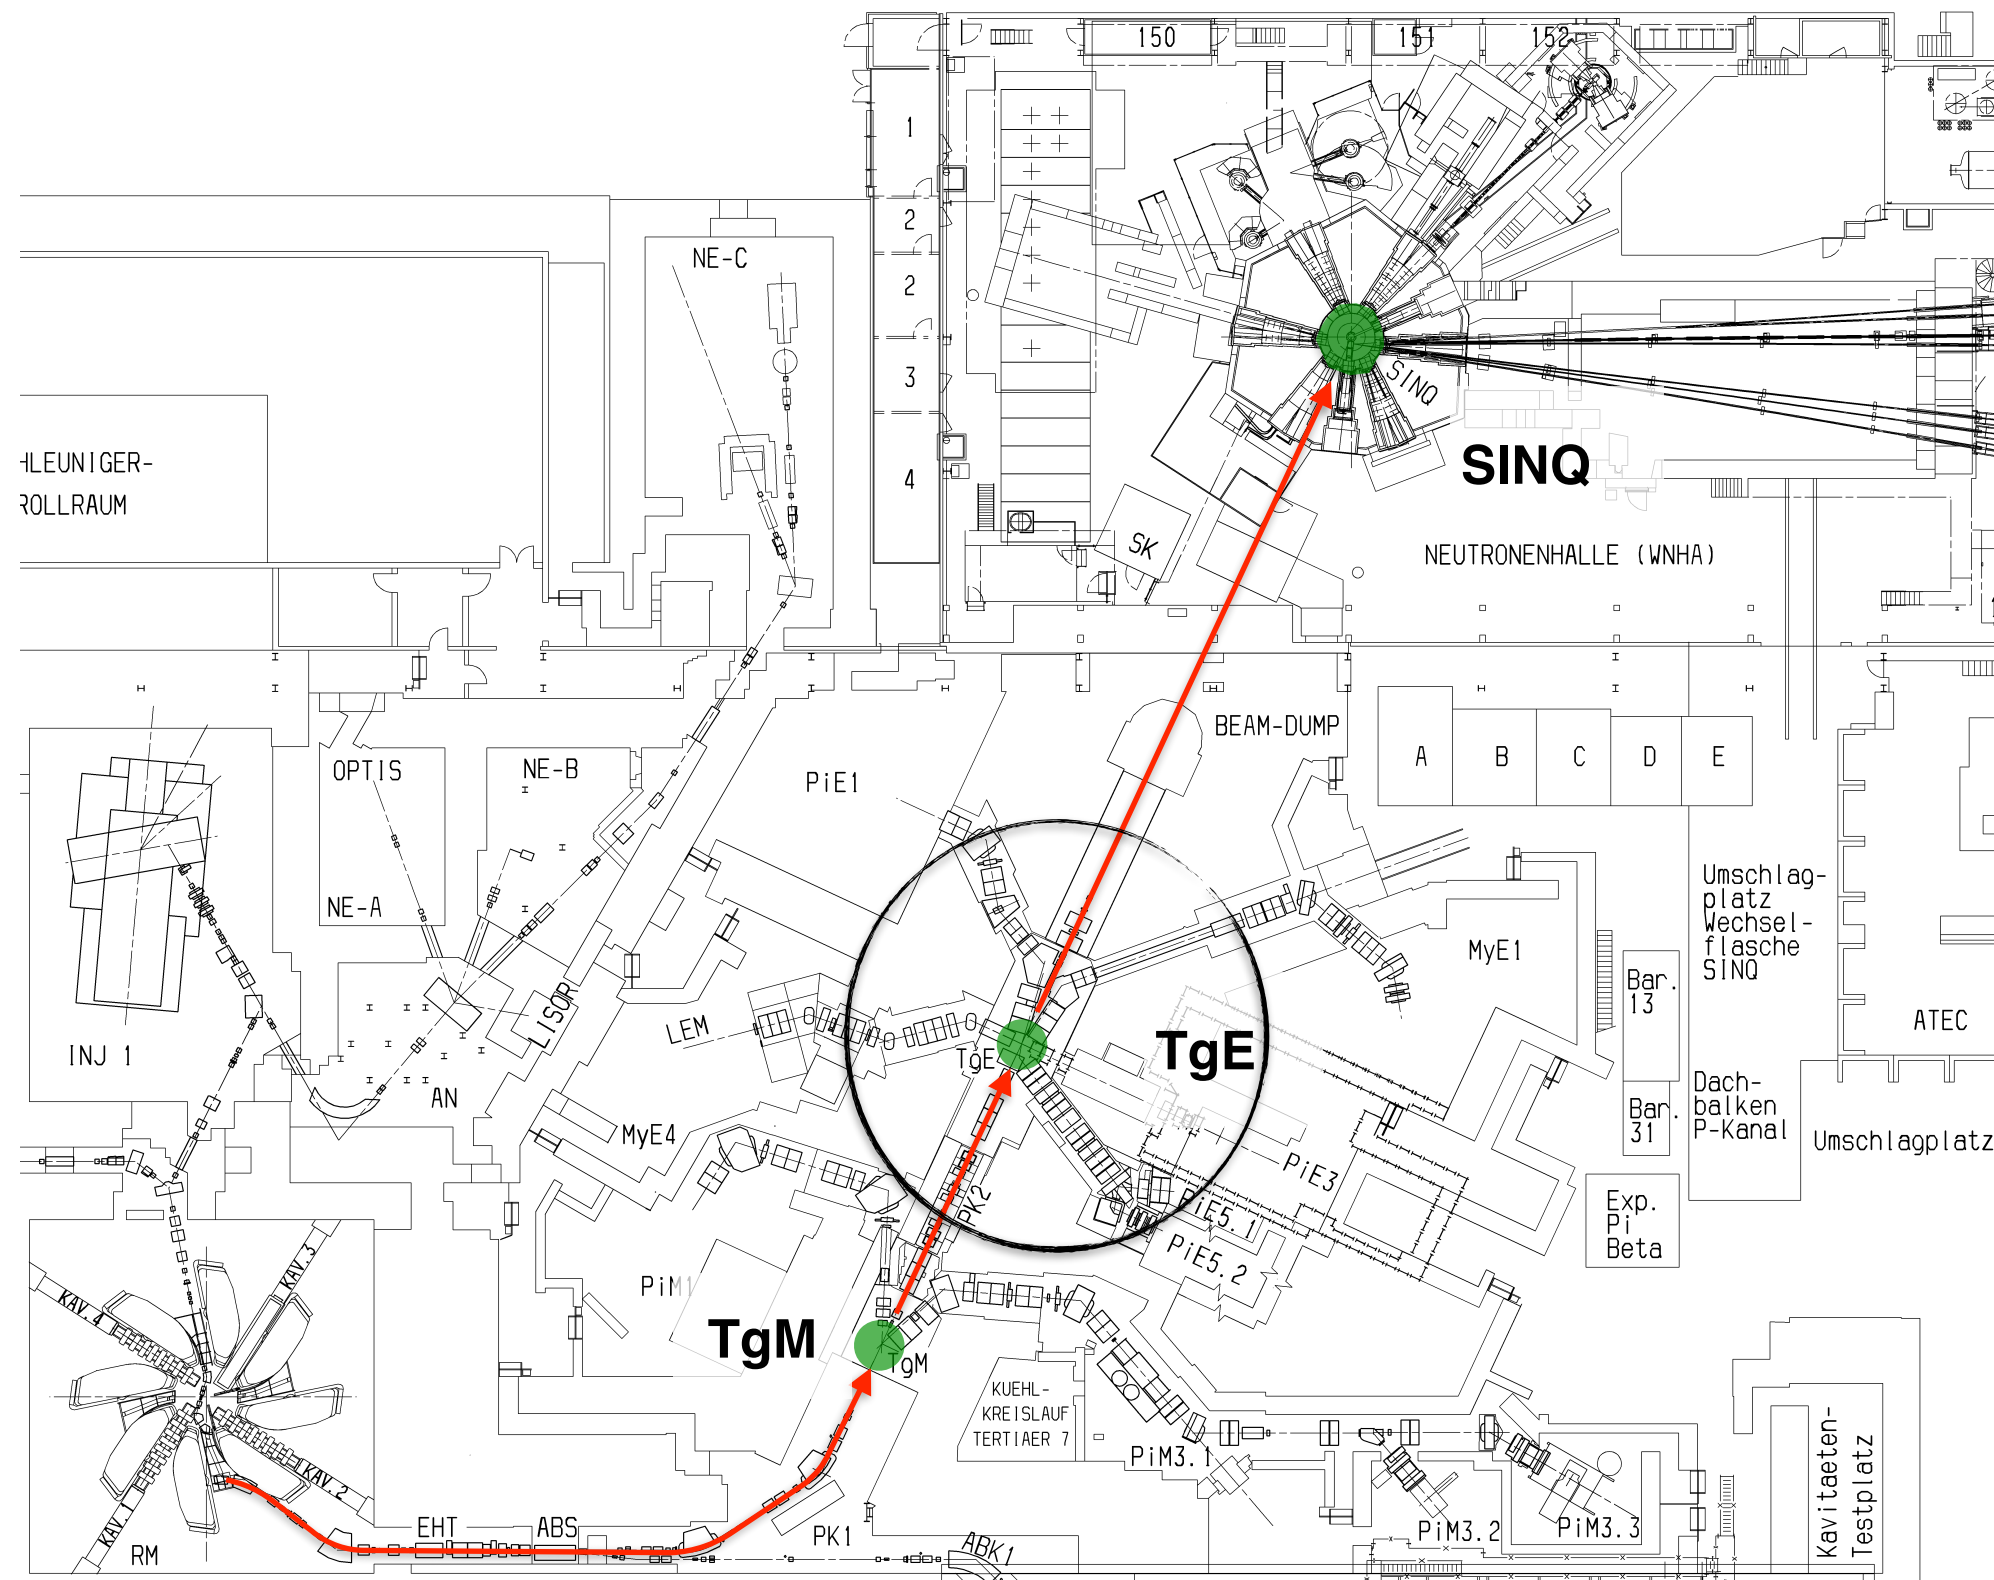 150
151
152
1
2
2
3
4
NE-C
HLEUNIGER-
ROLLRAUM
SINQ
SINQ
SK
NEUTRONENHALLE (WNHA)
BEAM-DUMP
A
B
C
D
E
OPTIS
NE-B
PiE1
NE-A
Umschlag-
platz
Wechsel-
flasche
SINQ
MyE1
Bar.
13
LISOR
LEM
INJ 1
AN
TgE
TgE
ATEC
MyE4
Bar.
31
Dach-
balken
P-Kanal
Umschlagplatz
PiE3
PK2
PiE5.1
PiE5.2
Exp.
Pi
Beta
PiM1
KAV.3
KAV.4
TgM
TgM
KUEHL-
KREISLAUF
TERTIAER 7
PiM3.1
KAV.2
KAV.1
RM
EHT
ABS
PK1
ABK1
PiM3.2
PiM3.3
Kavitaeten-
Testplatz